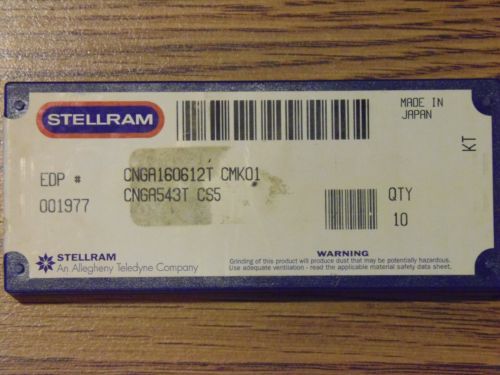 STELLRAM
MADE IN
JAPAN
KT
EDP #
001977
CNGA160612T CMK01
CNGA543T CS5
QTY
10
STELLRAM
An Allegheny Teledyne Company
WARNING
Grinding of this product will produce dust that may be potentially hazardous.
Use adequate ventilation - read the applicable material safety data sheet.